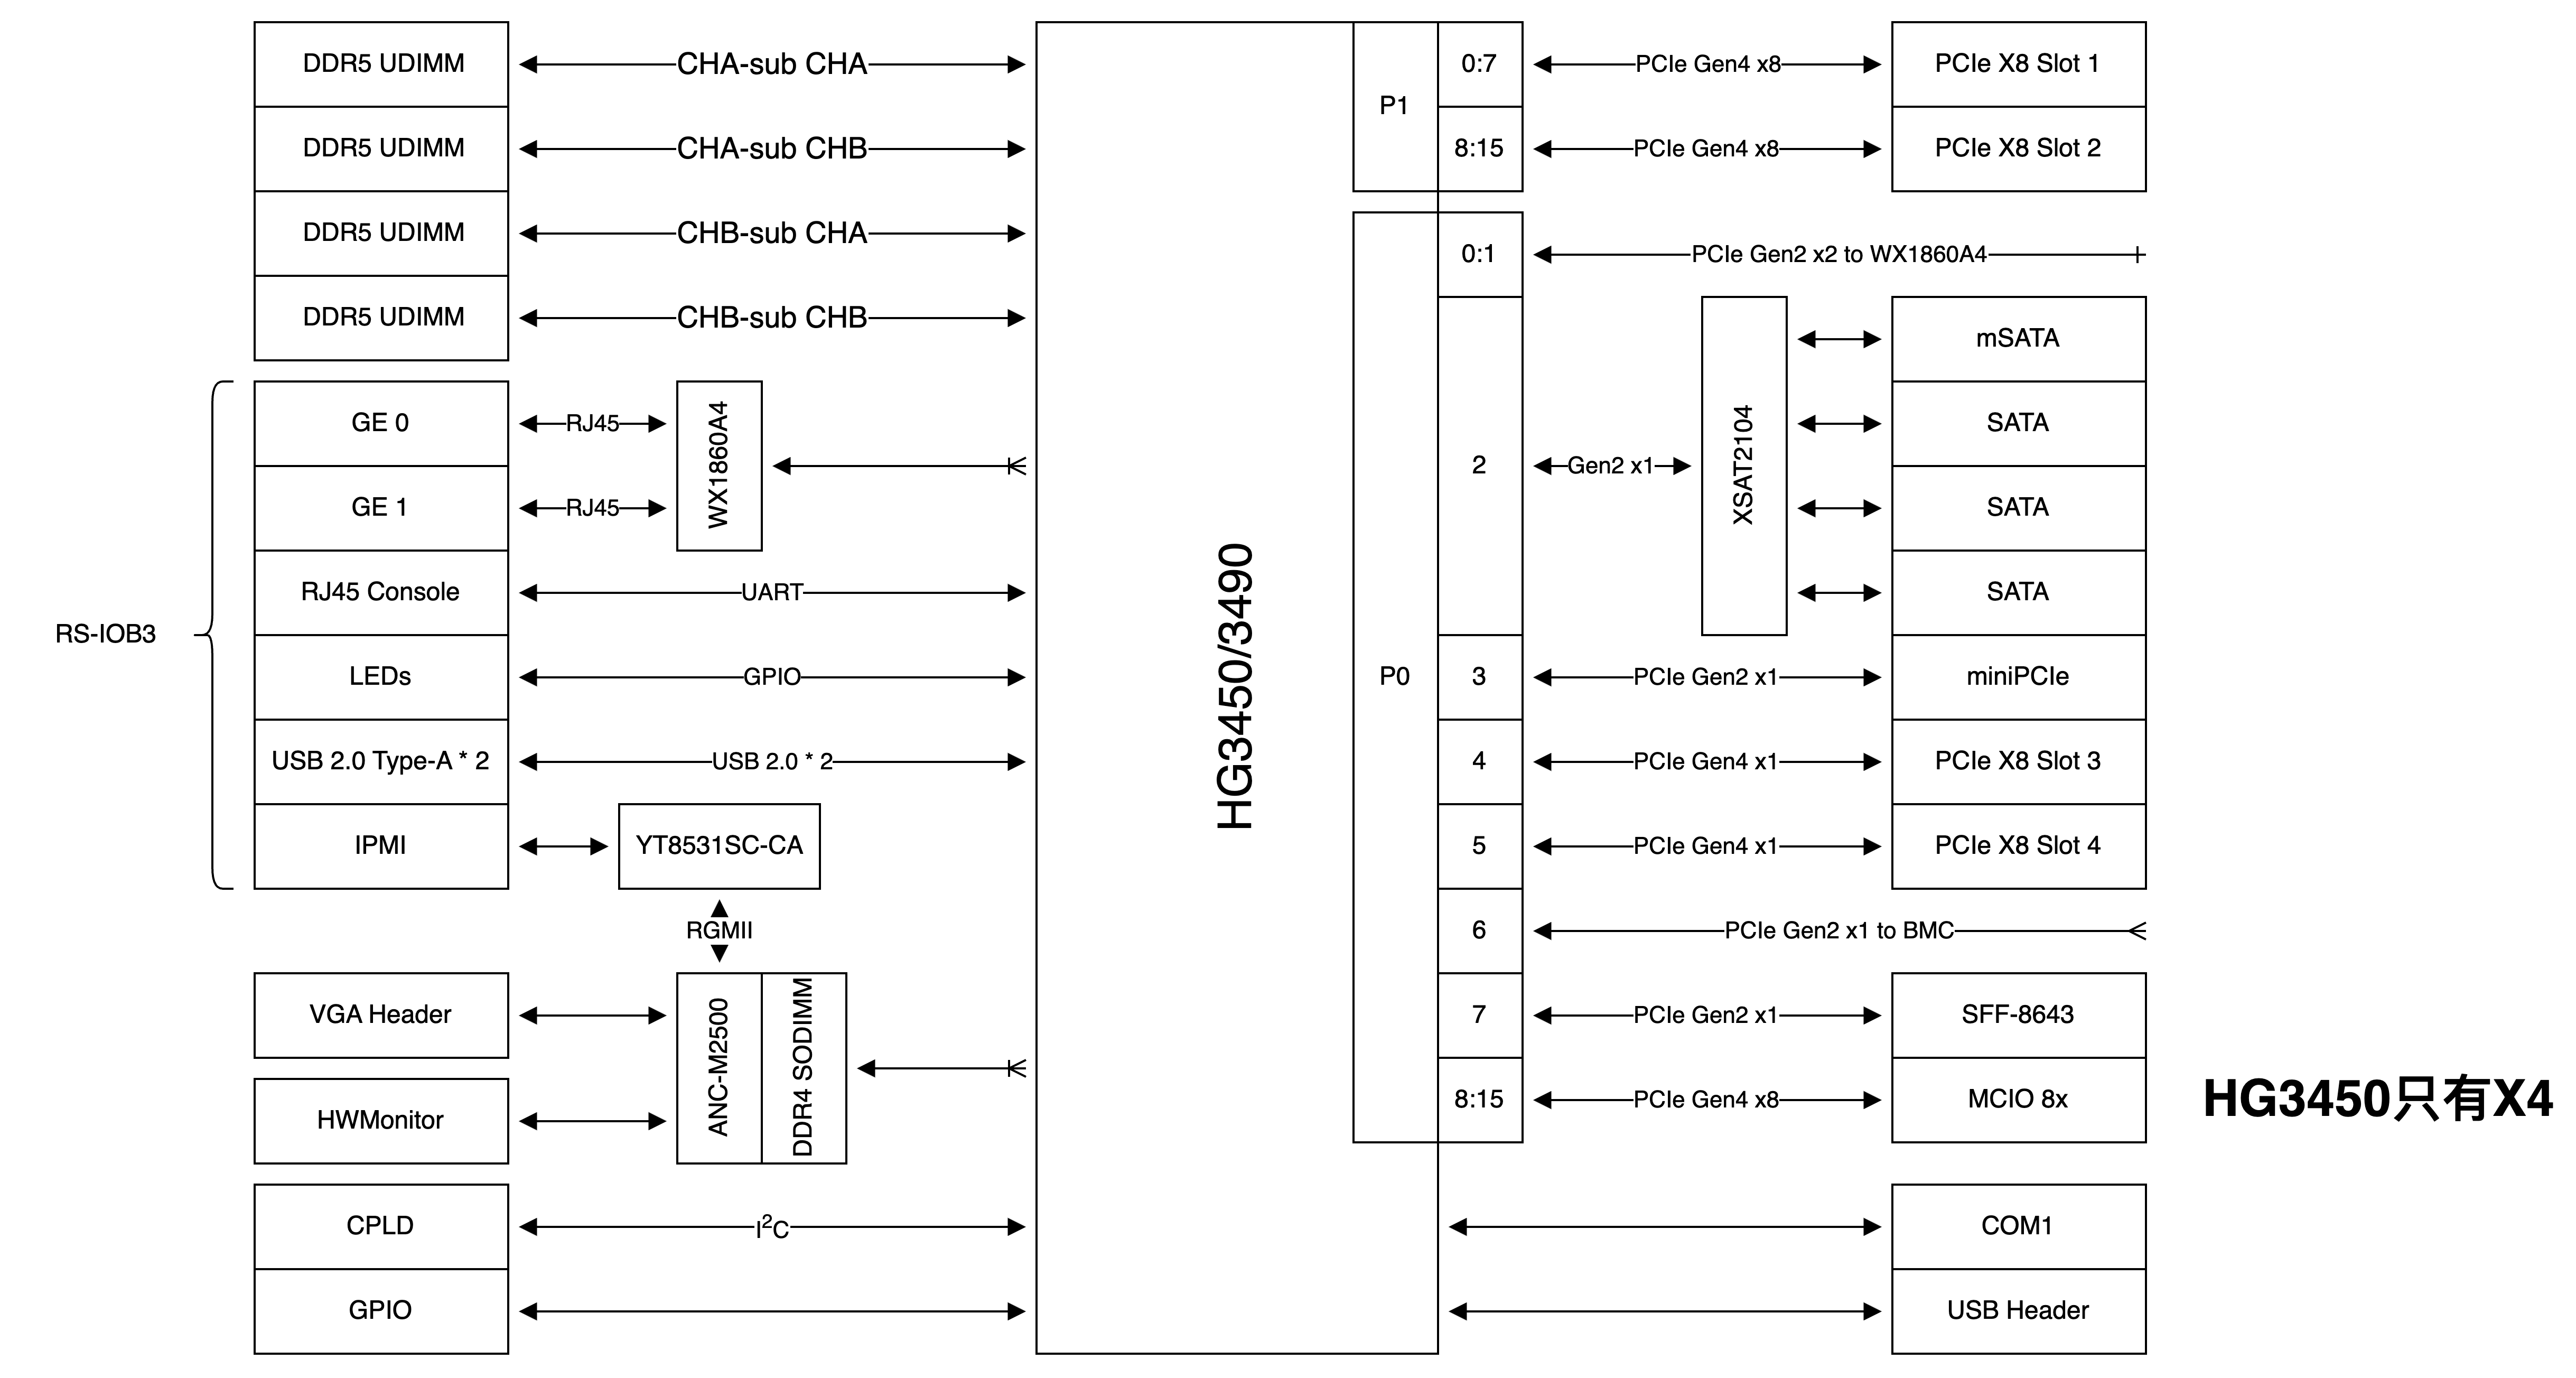 DDR5 UDIMM
CHA-sub CHA
DDR5 UDIMM
CHA-sub CHB
DDR5 UDIMM
CHB-sub CHA
DDR5 UDIMM
CHB-sub CHB
RS-IOB3
GE 0
RJ45
GE 1
RJ45
WX1860A4
RJ45 Console
UART
LEDs
GPIO
USB 2.0 Type-A * 2
USB 2.0 * 2
IPMI
YT8531SC-CA
RGMII
VGA Header
HWMonitor
ANC-M2500
DDR4 SODIMM
CPLD
I²C
GPIO
HG3450/3490
P1
0:7
PCIe Gen4 x8
PCIe X8 Slot 1
8:15
PCIe Gen4 x8
PCIe X8 Slot 2
P0
0:1
PCIe Gen2 x2 to WX1860A4
2
Gen2 x1
XSAT2104
mSATA
SATA
SATA
SATA
3
PCIe Gen2 x1
miniPCIe
4
PCIe Gen4 x1
PCIe X8 Slot 3
5
PCIe Gen4 x1
PCIe X8 Slot 4
6
PCIe Gen2 x1 to BMC
7
PCIe Gen2 x1
SFF-8643
8:15
PCIe Gen4 x8
MCIO 8x
HG3450只有X4
COM1
USB Header